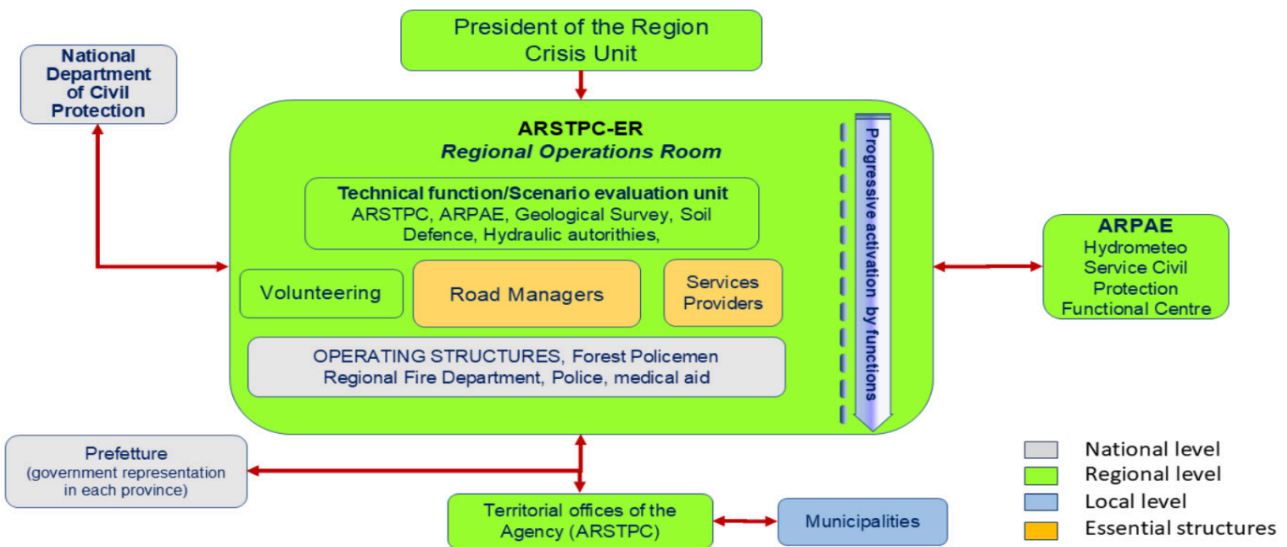 President of the Region
Crisis Unit
National
Department
of Civil
Protection
ARSTPC-ER
Regional Operations Room
Technical function/Scenario evaluation unit
ARSTPC, ARPAE, Geological Survey, Soil
Defence, Hydraulic autorithies,
Volunteering
Road Managers
Services
Providers
OPERATING STRUCTURES, Forest Policemen
Regional Fire Department, Police, medical aid
Progressive activation by functions
ARPAE
Hydrometeo
Service Civil
Protection
Functional Centre
Prefetture
(government representation
in each province)
Territorial offices of the
Agency (ARSTPC)
Municipalities
National level
Regional level
Local level
Essential structures